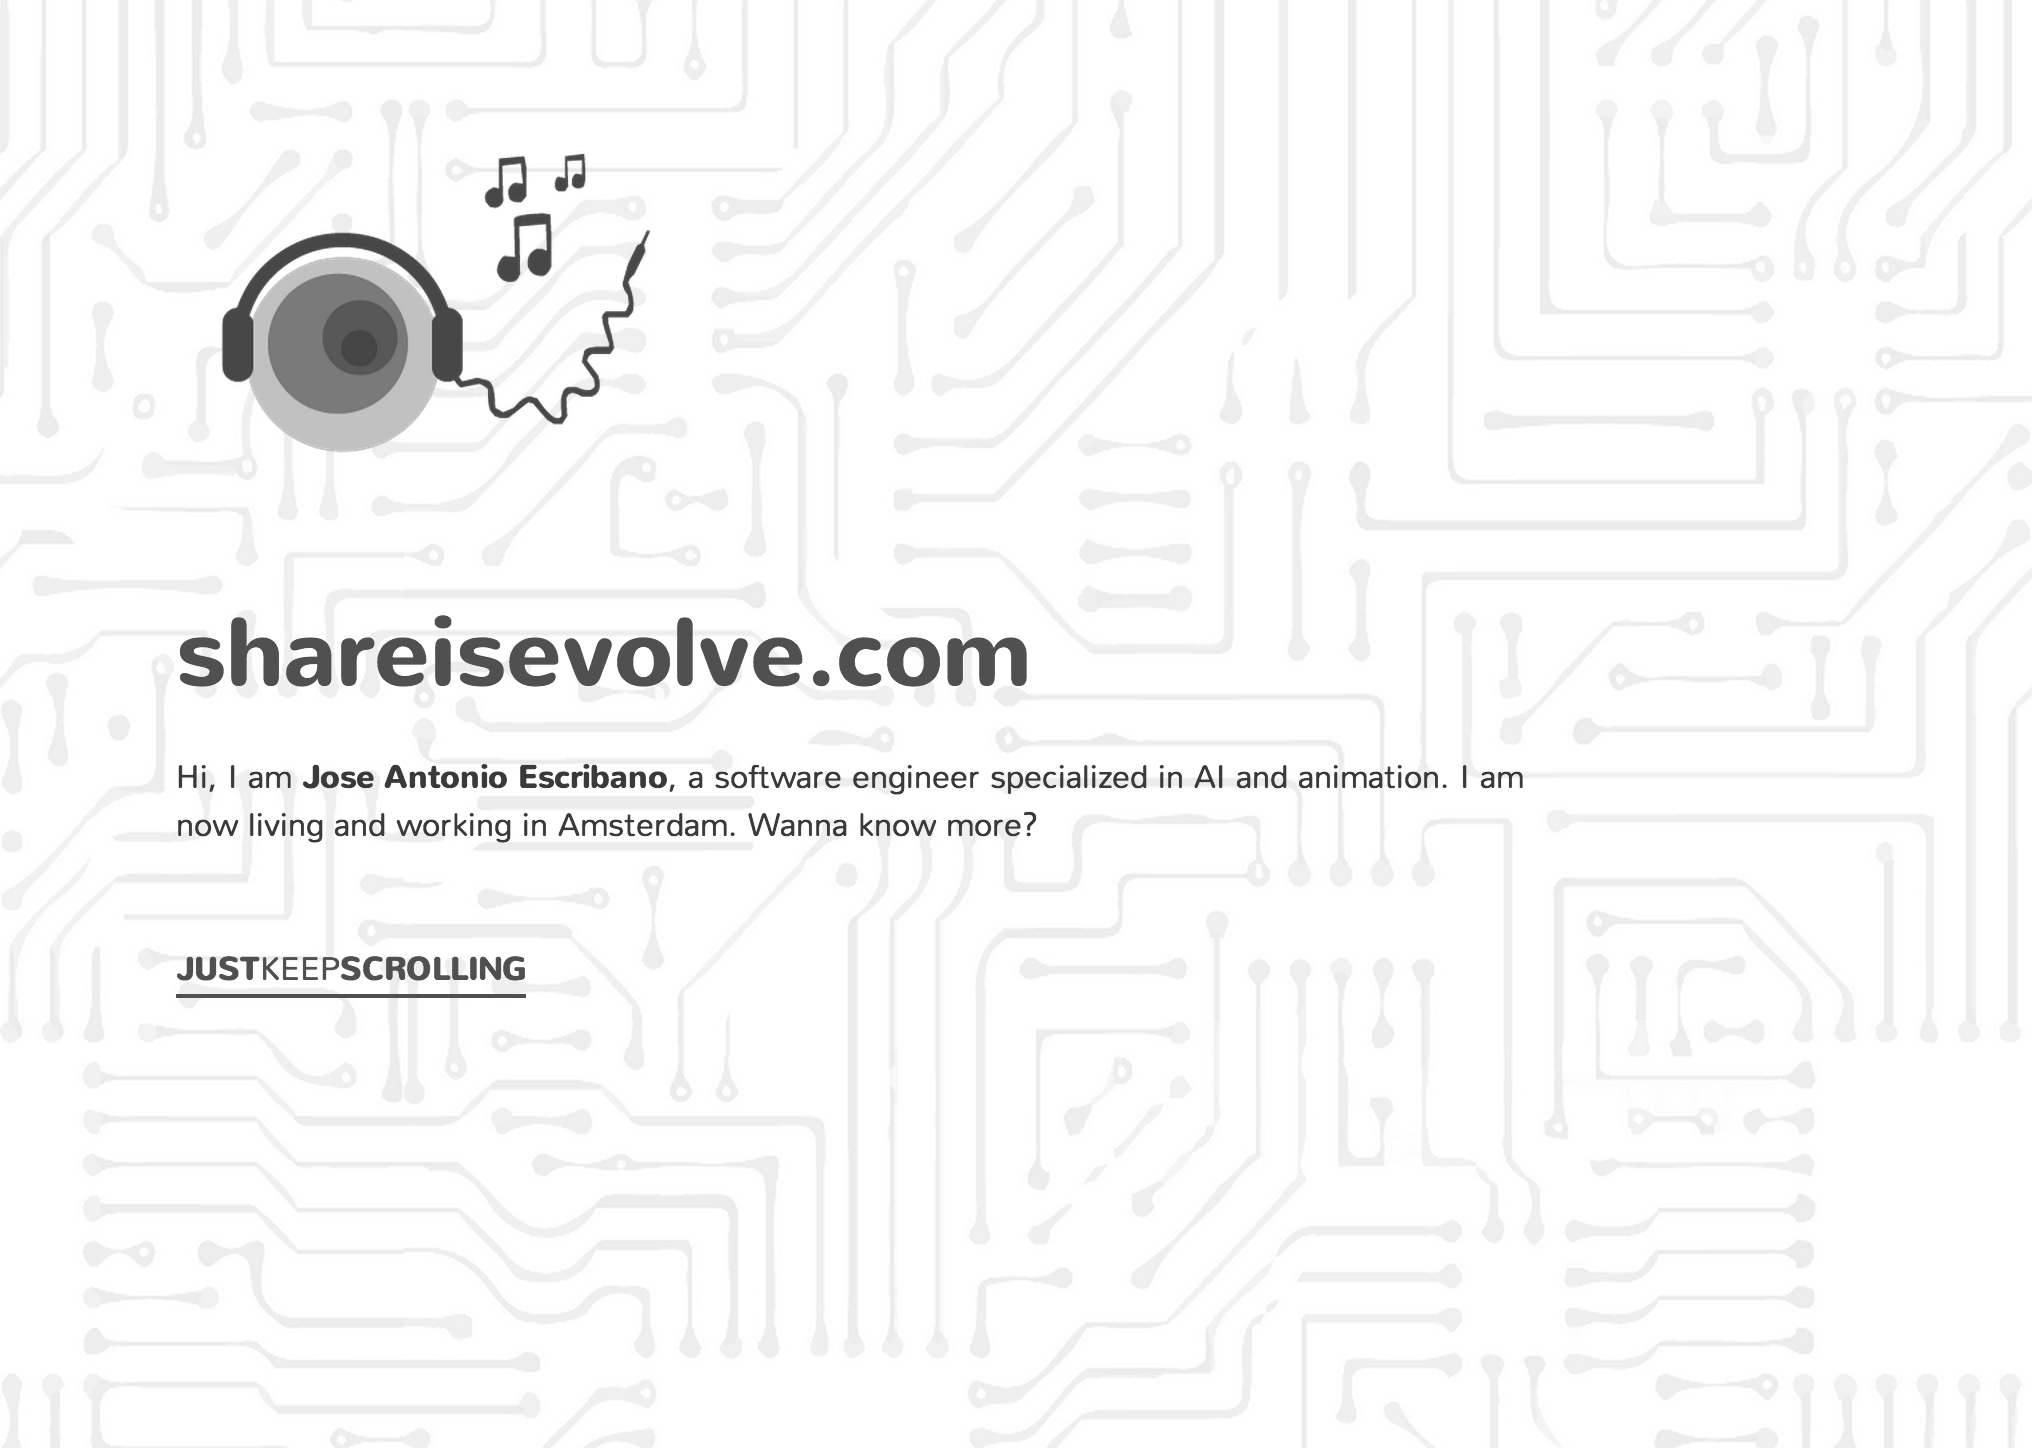 shareisevolve.com
Hi, I am Jose Antonio Escribano, a software engineer specialized in AI and animation. I am
now living and working in Amsterdam. Wanna know more?
JUSTKEEPSCROLLING